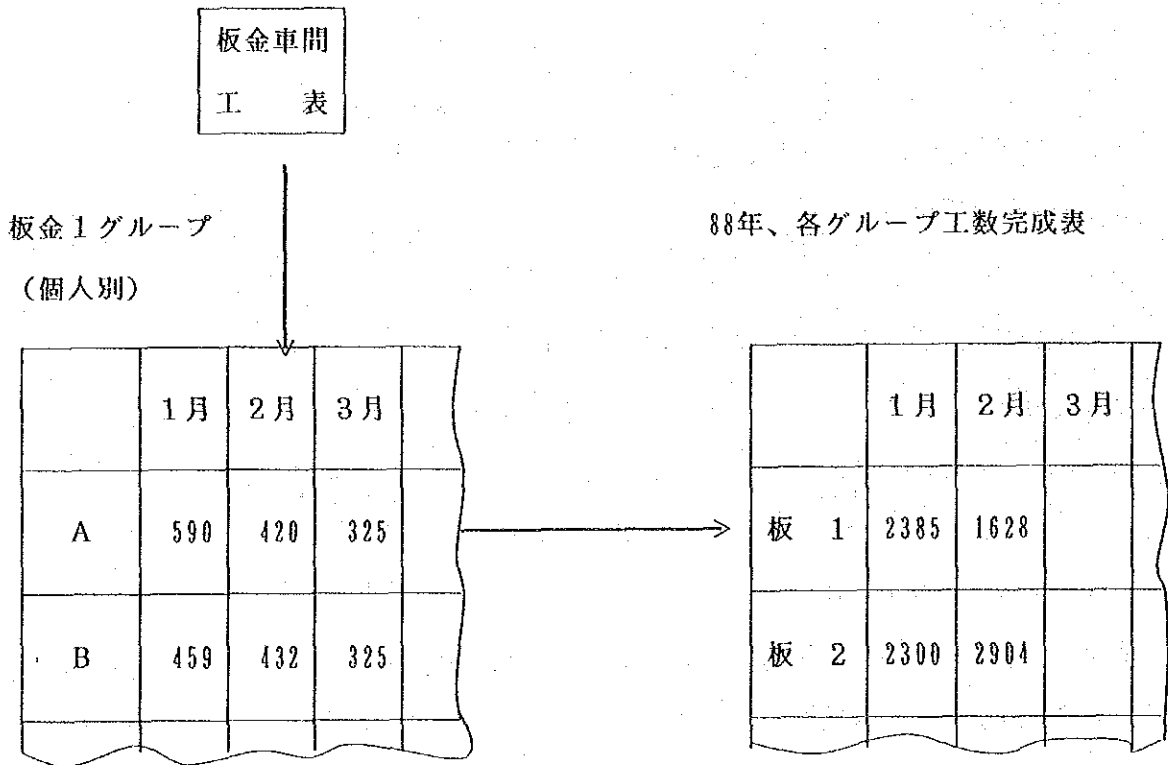 板金車間
工 表
板金1グループ
(個人別)
88年、各グループ工数完成表
1月 2月 3月
A 590 420 325
B 459 432 325
1月 2月 3月
板 1 2385 1628
板 2 2300 2904